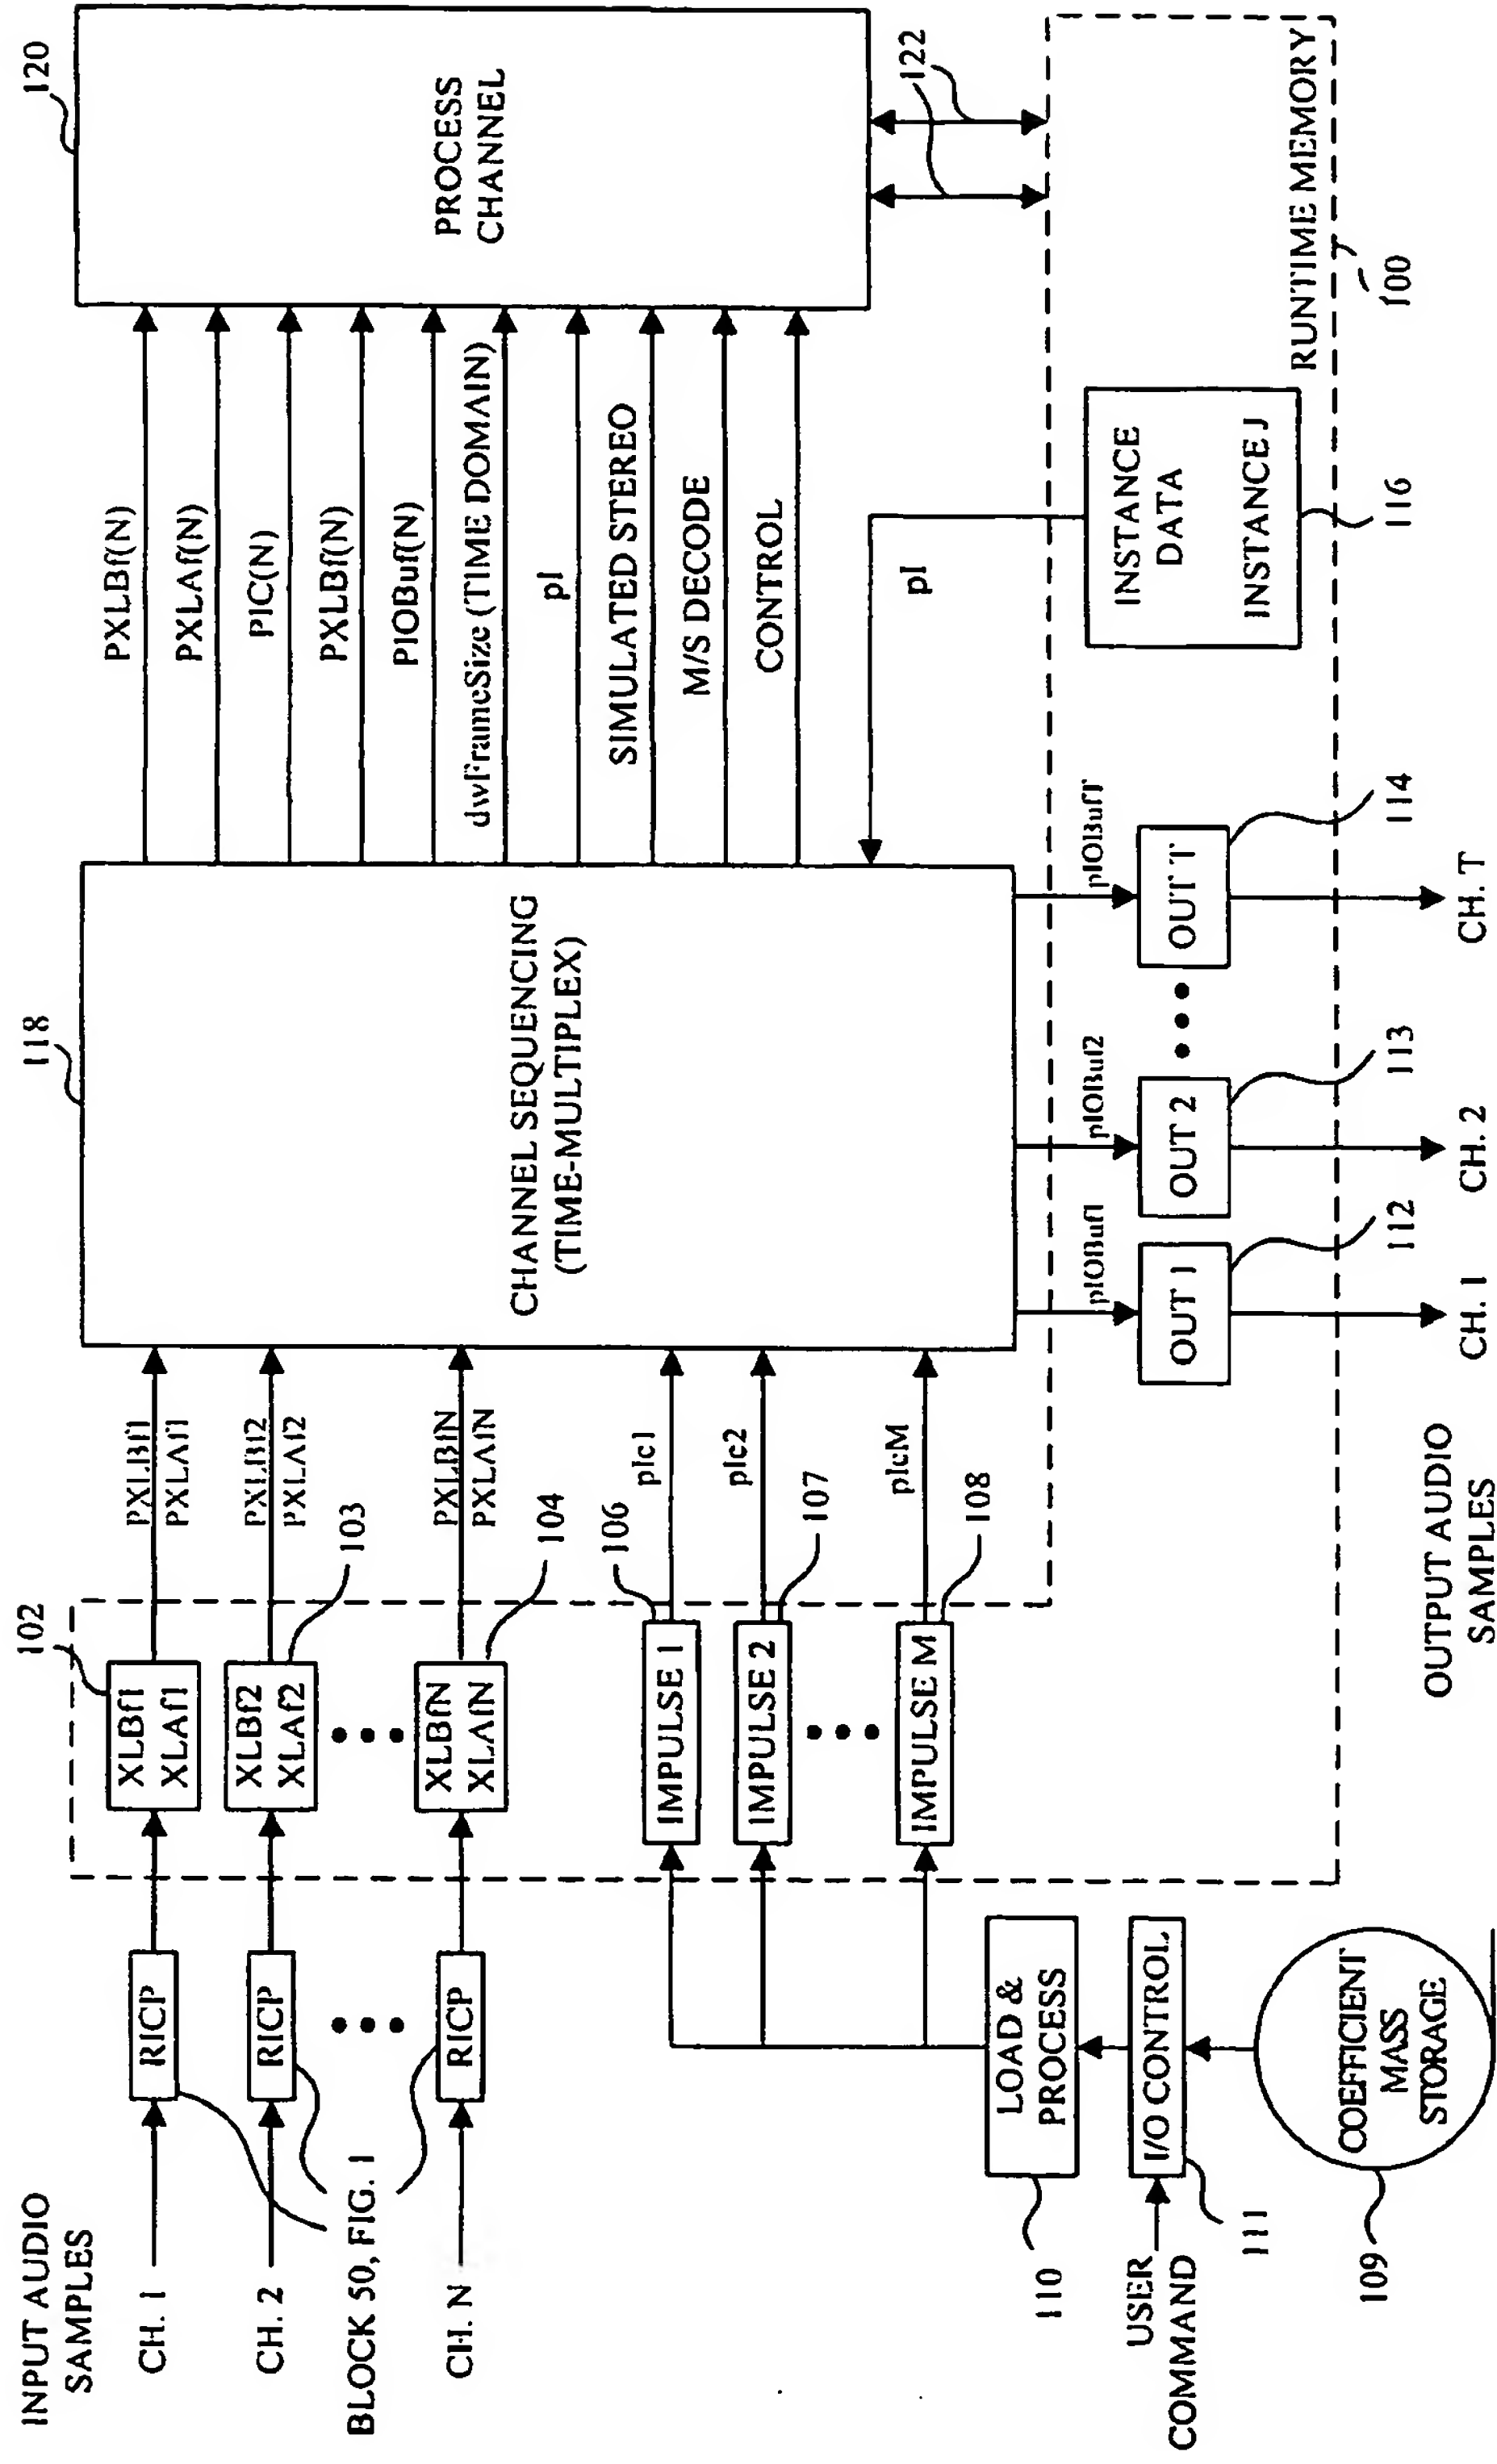 INPUT AUDIO
SAMPLES
CH. 1
CH. 2
BLOCK 50, FIG. 1
CH. N
RICP
RICP
RICP
102
XLBf1
XLAf1
XLBf2
XLAf2
103
XLBfN
XLAfN
104
PXLBf1
PXLAf1
PXLBf2
PXLAf2
PXLBfN
PXLAfN
106
IMPULSE 1
pIc1
IMPULSE 2
107
pIc2
IMPULSE M
108
pIcM
LOAD &
PROCESS
110
I/O CONTROL
111
USER
COMMAND
COEFFICIENT
MASS
STORAGE
109
118
CHANNEL SEQUENCING
(TIME-MULTIPLEX)
PXLBf(N)
PXLAf(N)
PIC(N)
PXLBf(N)
PIOBuf(N)
dwFrameSize (TIME DOMAIN)
pI
SIMULATED STEREO
M/S DECODE
CONTROL
pI
120
PROCESS
CHANNEL
122
pIOBuf1
OUT 1
112
CH. 1
pIOBuf2
OUT 2
113
CH. 2
pIOBufT
OUT T
114
CH. T
OUTPUT AUDIO
SAMPLES
INSTANCE
DATA
INSTANCE J
116
RUNTIME MEMORY
100